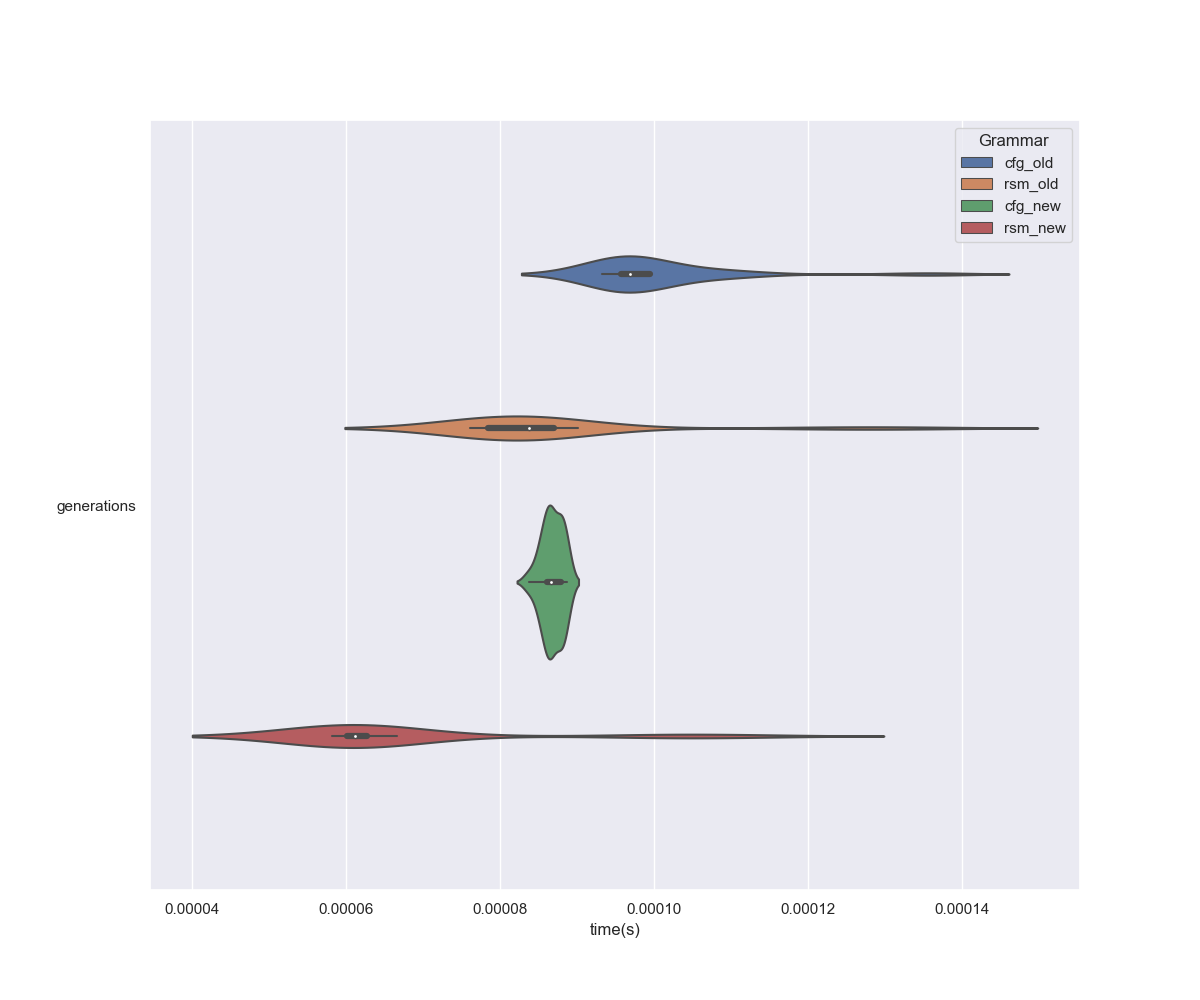 Grammar
cfg_old
rsm_old
cfg_new
rsm_new
generations
0.00004 0.00006 0.00008 0.00010 0.00012 0.00014
time(s)